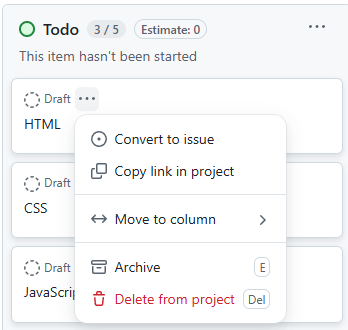 Todo 3 / 5 Estimate: 0
This item hasn't been started
Draft
HTML
Convert to issue
Copy link in project
Move to column
Archive E
Delete from project Del
Draft
CSS
Draft